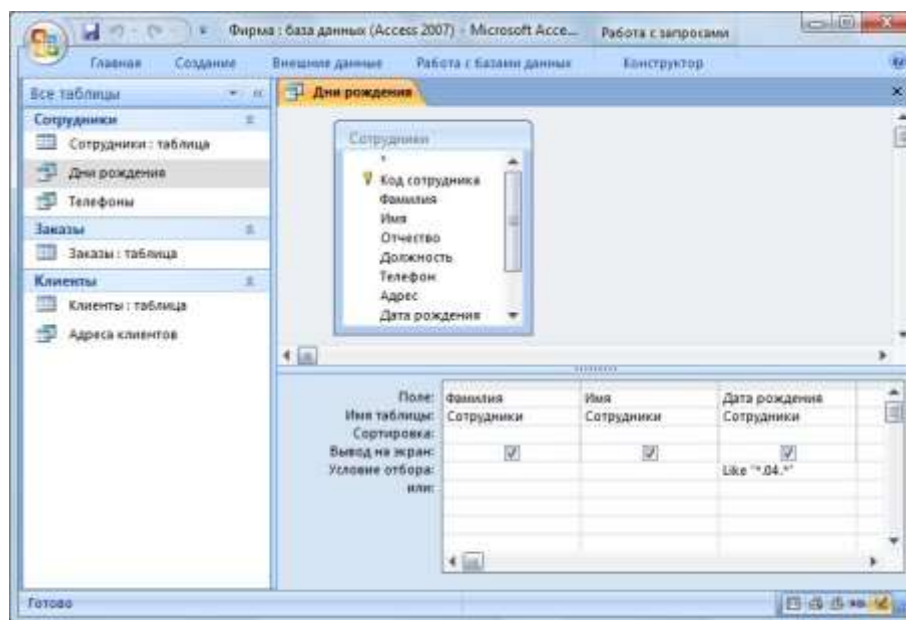 Фирма : база данных (Access 2007) - Microsoft Acce...
Работа с запросами
Главная
Создание
Внешние данные
Работа с базами данных
Конструктор
Все таблицы
Сотрудники
Сотрудники : таблица
Дни рождения
Телефоны
Заказы
Заказы : таблица
Клиенты
Клиенты : таблица
Адреса клиентов
Дни рождения
Сотрудники
*
Код сотрудника
Фамилия
Имя
Отчество
Должность
Телефон
Адрес
Дата рождения
Поле: Фамилия Имя Дата рождения
Имя таблицы: Сотрудники Сотрудники Сотрудники
Сортировка:
Вывод на экран:
Условие отбора: Like "*.04.*"
или:
Готово